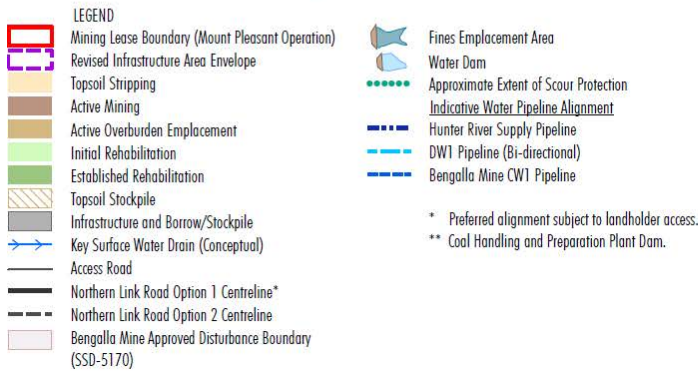 LEGEND
Mining Lease Boundary (Mount Pleasant Operation)
Revised Infrastructure Area Envelope
Topsoil Stripping
Active Mining
Active Overburden Emplacement
Initial Rehabilitation
Established Rehabilitation
Topsoil Stockpile
Infrastructure and Borrow/Stockpile
Key Surface Water Drain (Conceptual)
Access Road
Northern Link Road Option 1 Centreline*
Northern Link Road Option 2 Centreline
Bengalla Mine Approved Disturbance Boundary
(SSD-5170)
Fines Emplacement Area
Water Dam
Approximate Extent of Scour Protection
Indicative Water Pipeline Alignment
Hunter River Supply Pipeline
DW1 Pipeline (Bi-directional)
Bengalla Mine CW1 Pipeline
* Preferred alignment subject to landholder access.
** Coal Handling and Preparation Plant Dam.